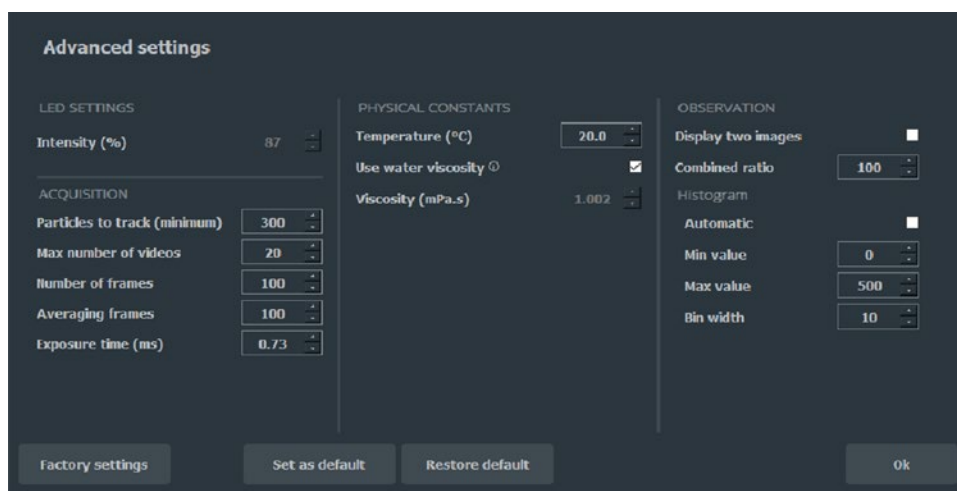 Advanced settings
LED SETTINGS
Intensity (%) 87
ACQUISITION
Particles to track (minimum) 300
Max number of videos 20
Number of frames 100
Averaging frames 100
Exposure time (ms) 0.73
PHYSICAL CONSTANTS
Temperature (ºC) 20.0
Use water viscosity
Viscosity (mPa.s) 1.002
OBSERVATION
Display two images
Combined ratio 100
Histogram
Automatic
Min value 0
Max value 500
Bin width 10
Factory settings
Set as default
Restore default
Ok